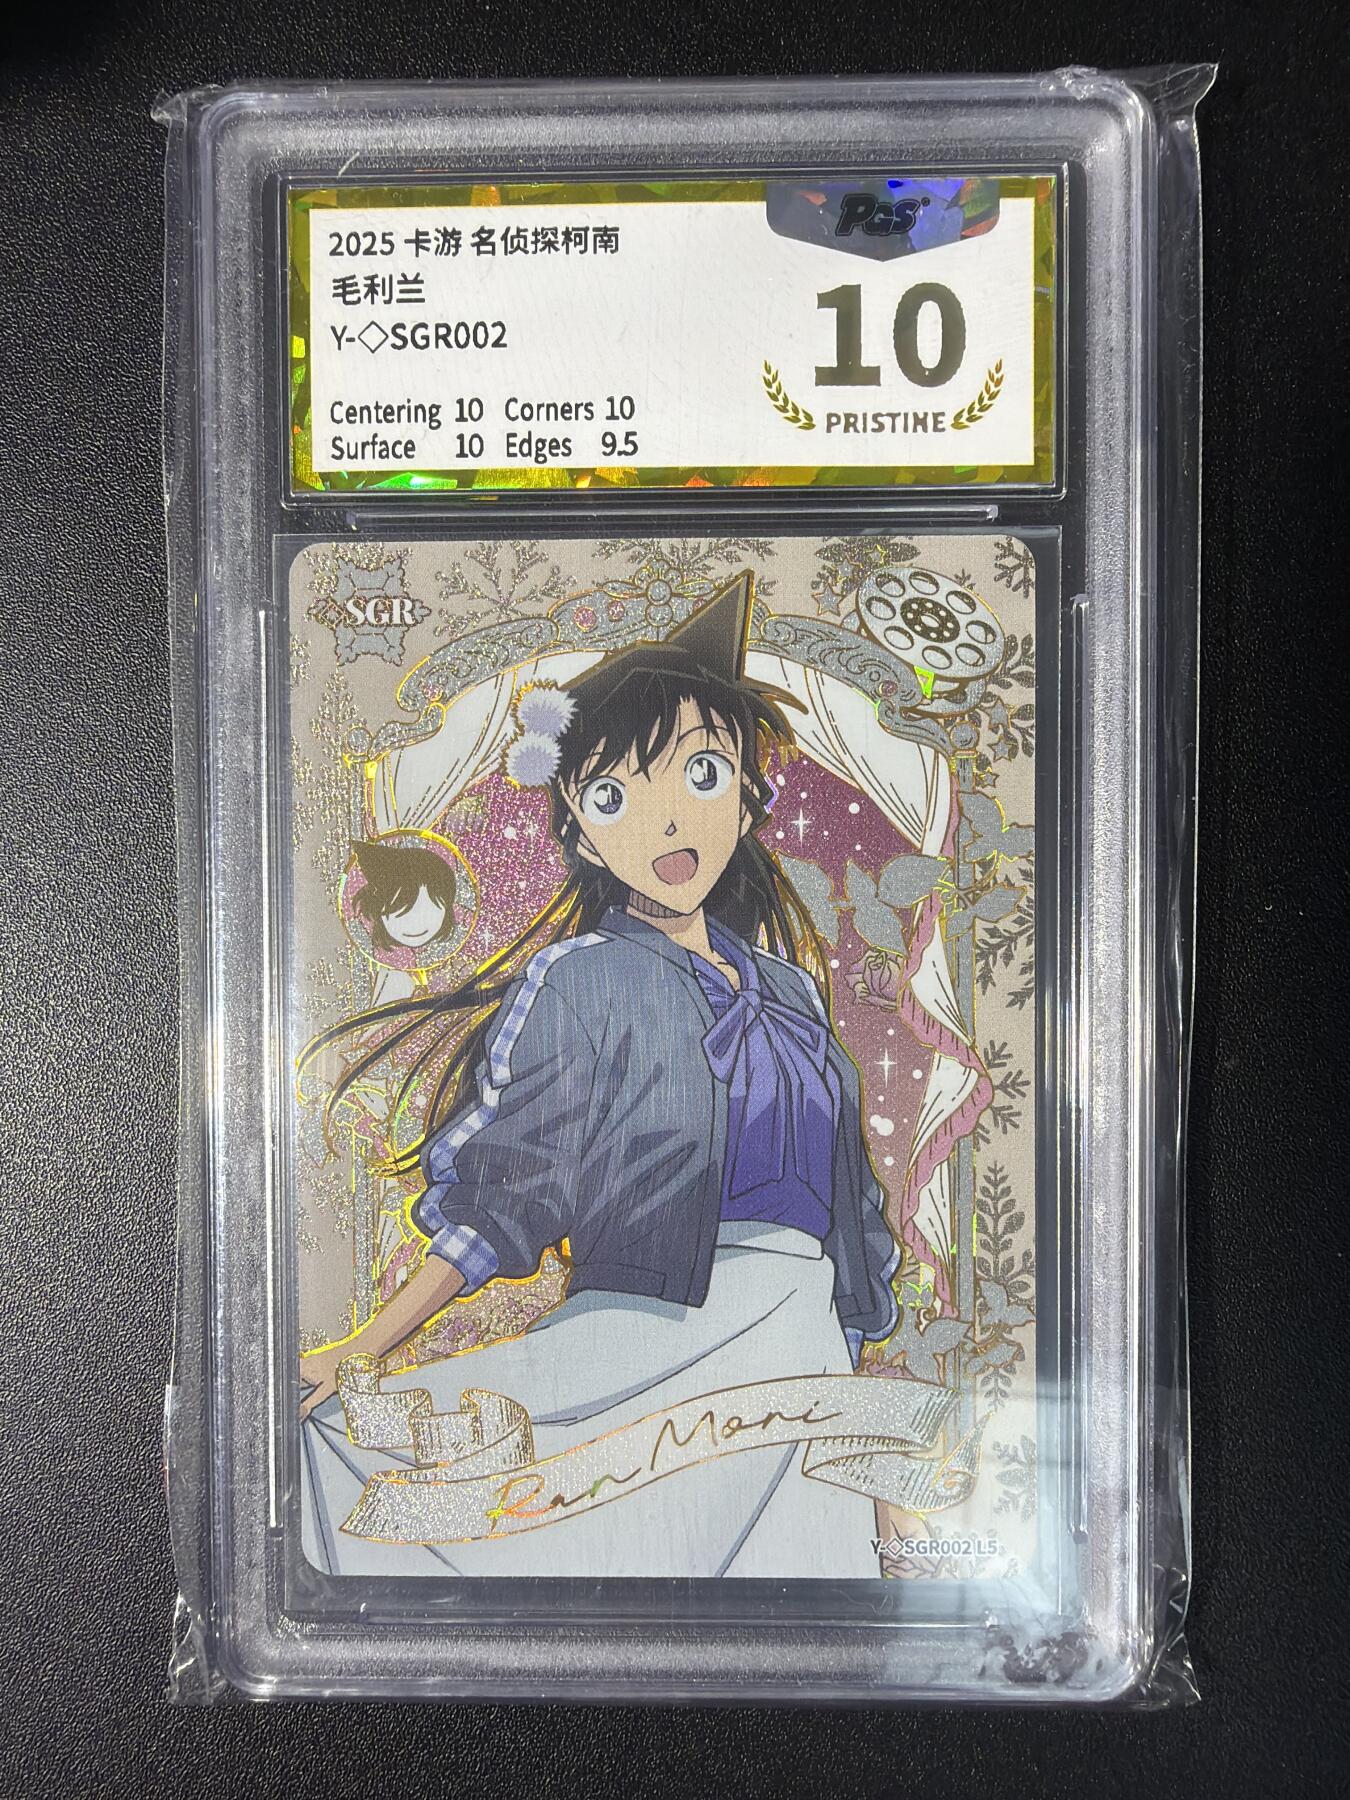 PGS®
2025 卡游 名侦探柯南
毛利兰
Y-◇SGR002
10
PRISTINE
Centering 10 Corners 10
Surface 10 Edges 9.5
◇SGR
Ran Mori
Y-◇SGR002 L5